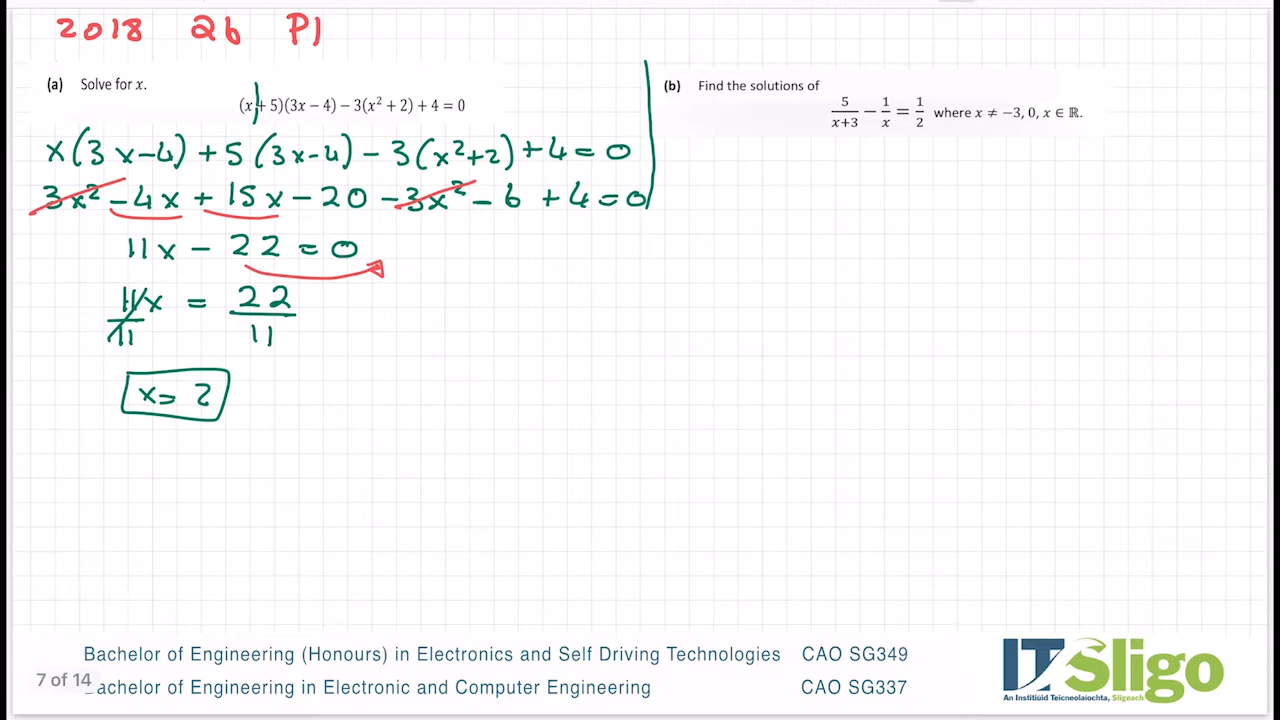 2018 2b P1
(a) Solve for x.
(x + 5)(3x − 4) − 3(x² + 2) + 4 = 0
x(3x−4) + 5(3x−4) − 3(x²+2) + 4 = 0
3x² − 4x + 15x − 20 − 3x² − 6 + 4 = 0
11x − 22 = 0
11x = 22
11 11
x = 2
(b) Find the solutions of
5/(x+3) − 1/x = 1/2 where x ≠ −3, 0, x ∈ ℝ.
Bachelor of Engineering (Honours) in Electronics and Self Driving Technologies CAO SG349
7 of 14
achelor of Engineering in Electronic and Computer Engineering CAO SG337
IT Sligo
An Institiúid Teicneolaíochta, Sligeach